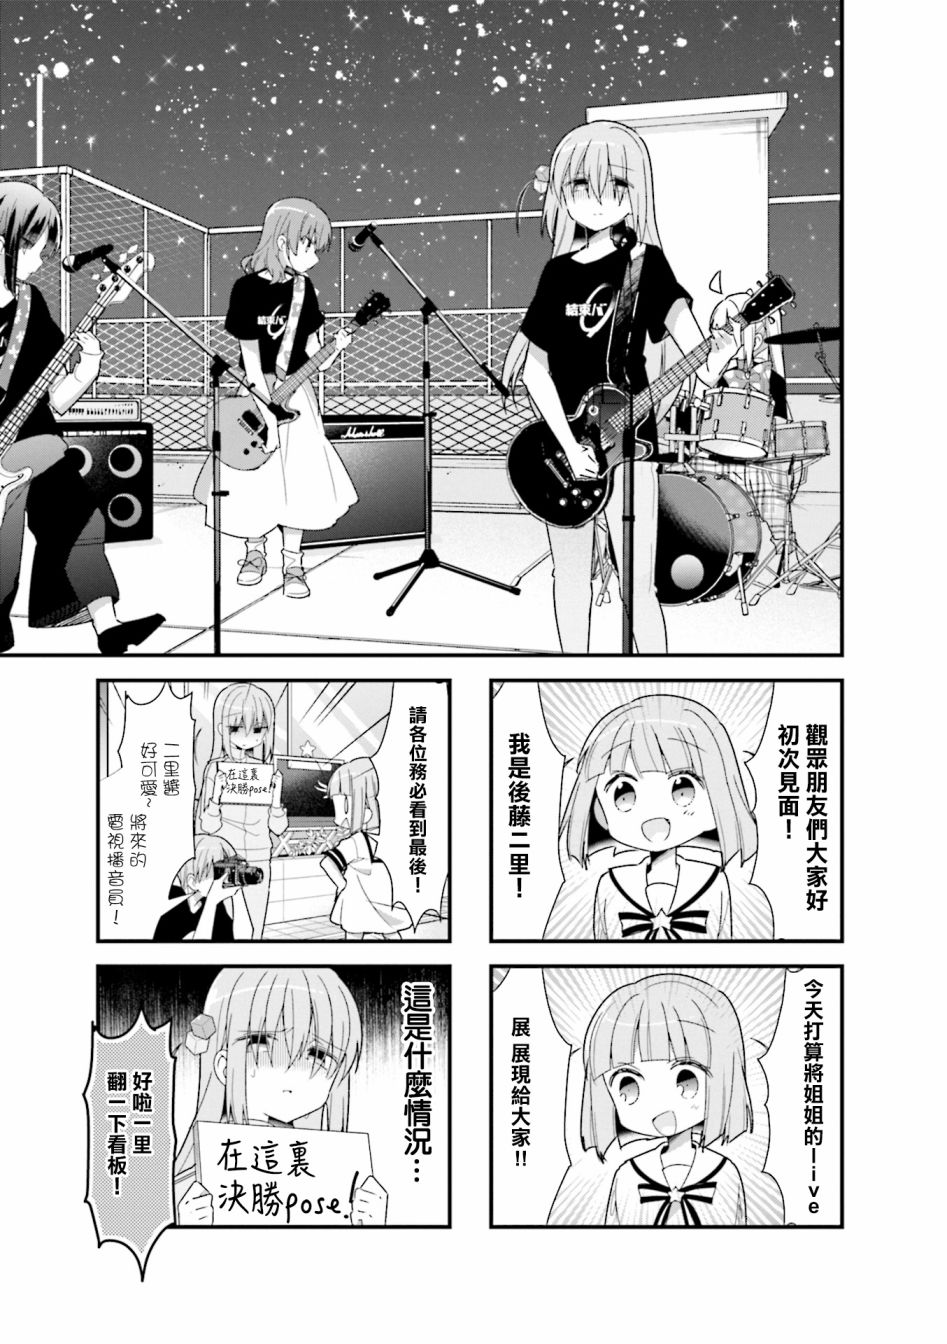 結束バ
結束バ
Marshall
觀眾朋友們大家好
初次見面！
我是後藤二里！
今天打算將姐姐的live
展 展現給大家!!
請各位務必看到最後！
在這裏
決勝pose!
二里醬
好可愛~
將來的
電視播音員！
這是什麼情況…
在這裏
決勝pose!
好啦一里
翻一下看板！